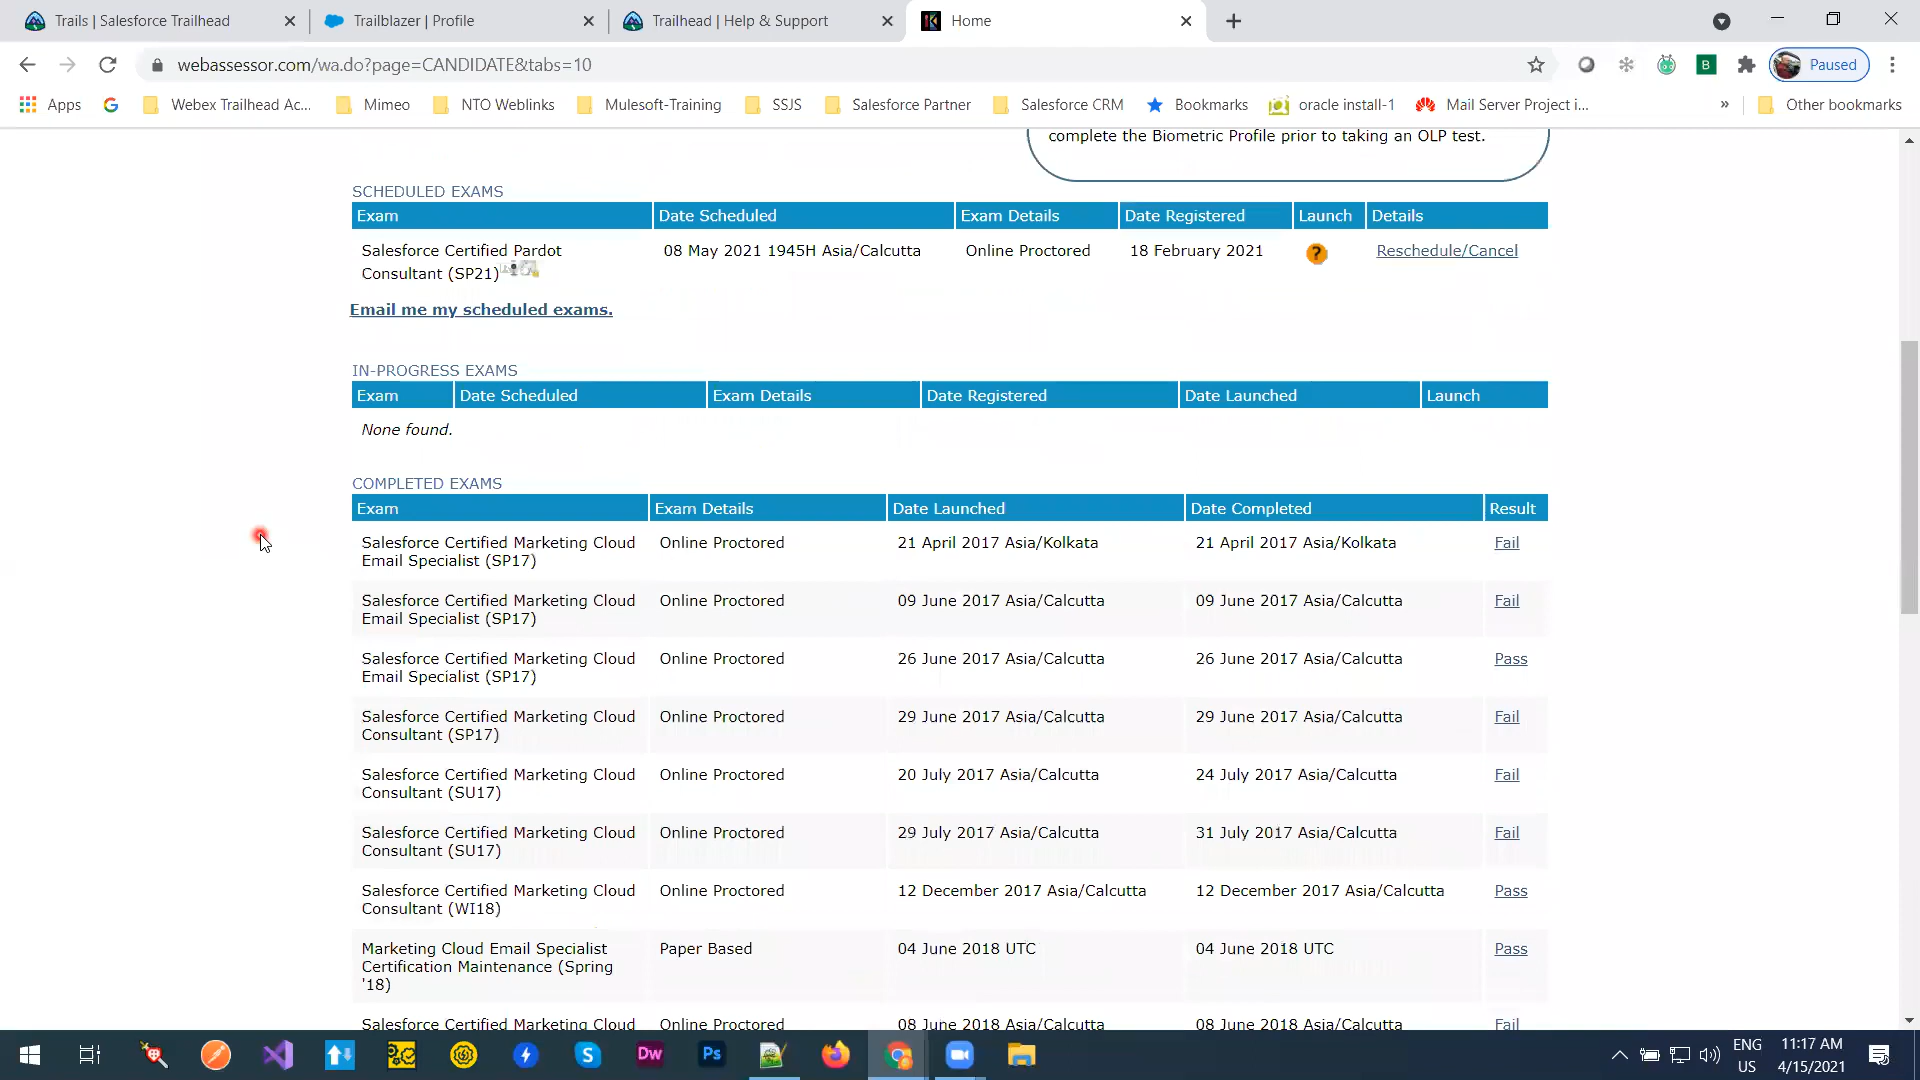 Trails | Salesforce Trailhead
Trailblazer | Profile
Trailhead | Help & Support
Home
webassessor.com/wa.do?page=CANDIDATE&tabs=10
Paused
Apps
Webex Trailhead Ac...
Mimeo
NTO Weblinks
Mulesoft-Training
SSJS
Salesforce Partner
Salesforce CRM
Bookmarks
oracle install-1
Mail Server Project i...
»
Other bookmarks
complete the Biometric Profile prior to taking an OLP test.
SCHEDULED EXAMS
Exam Date Scheduled Exam Details Date Registered Launch Details
Salesforce Certified Pardot 08 May 2021 1945H Asia/Calcutta Online Proctored 18 February 2021 ? Reschedule/Cancel
Consultant (SP21)
Email me my scheduled exams.
IN-PROGRESS EXAMS
Exam Date Scheduled Exam Details Date Registered Date Launched Launch
None found.
COMPLETED EXAMS
Exam Exam Details Date Launched Date Completed Result
Salesforce Certified Marketing Cloud Online Proctored 21 April 2017 Asia/Kolkata 21 April 2017 Asia/Kolkata Fail
Email Specialist (SP17)
Salesforce Certified Marketing Cloud Online Proctored 09 June 2017 Asia/Calcutta 09 June 2017 Asia/Calcutta Fail
Email Specialist (SP17)
Salesforce Certified Marketing Cloud Online Proctored 26 June 2017 Asia/Calcutta 26 June 2017 Asia/Calcutta Pass
Email Specialist (SP17)
Salesforce Certified Marketing Cloud Online Proctored 29 June 2017 Asia/Calcutta 29 June 2017 Asia/Calcutta Fail
Consultant (SP17)
Salesforce Certified Marketing Cloud Online Proctored 20 July 2017 Asia/Calcutta 24 July 2017 Asia/Calcutta Fail
Consultant (SU17)
Salesforce Certified Marketing Cloud Online Proctored 29 July 2017 Asia/Calcutta 31 July 2017 Asia/Calcutta Fail
Consultant (SU17)
Salesforce Certified Marketing Cloud Online Proctored 12 December 2017 Asia/Calcutta 12 December 2017 Asia/Calcutta Pass
Consultant (WI18)
Marketing Cloud Email Specialist Paper Based 04 June 2018 UTC 04 June 2018 UTC Pass
Certification Maintenance (Spring
'18)
Salesforce Certified Marketing Cloud Online Proctored 08 June 2018 Asia/Calcutta 08 June 2018 Asia/Calcutta Fail
Dw
Ps
ENG 11:17 AM
US 4/15/2021